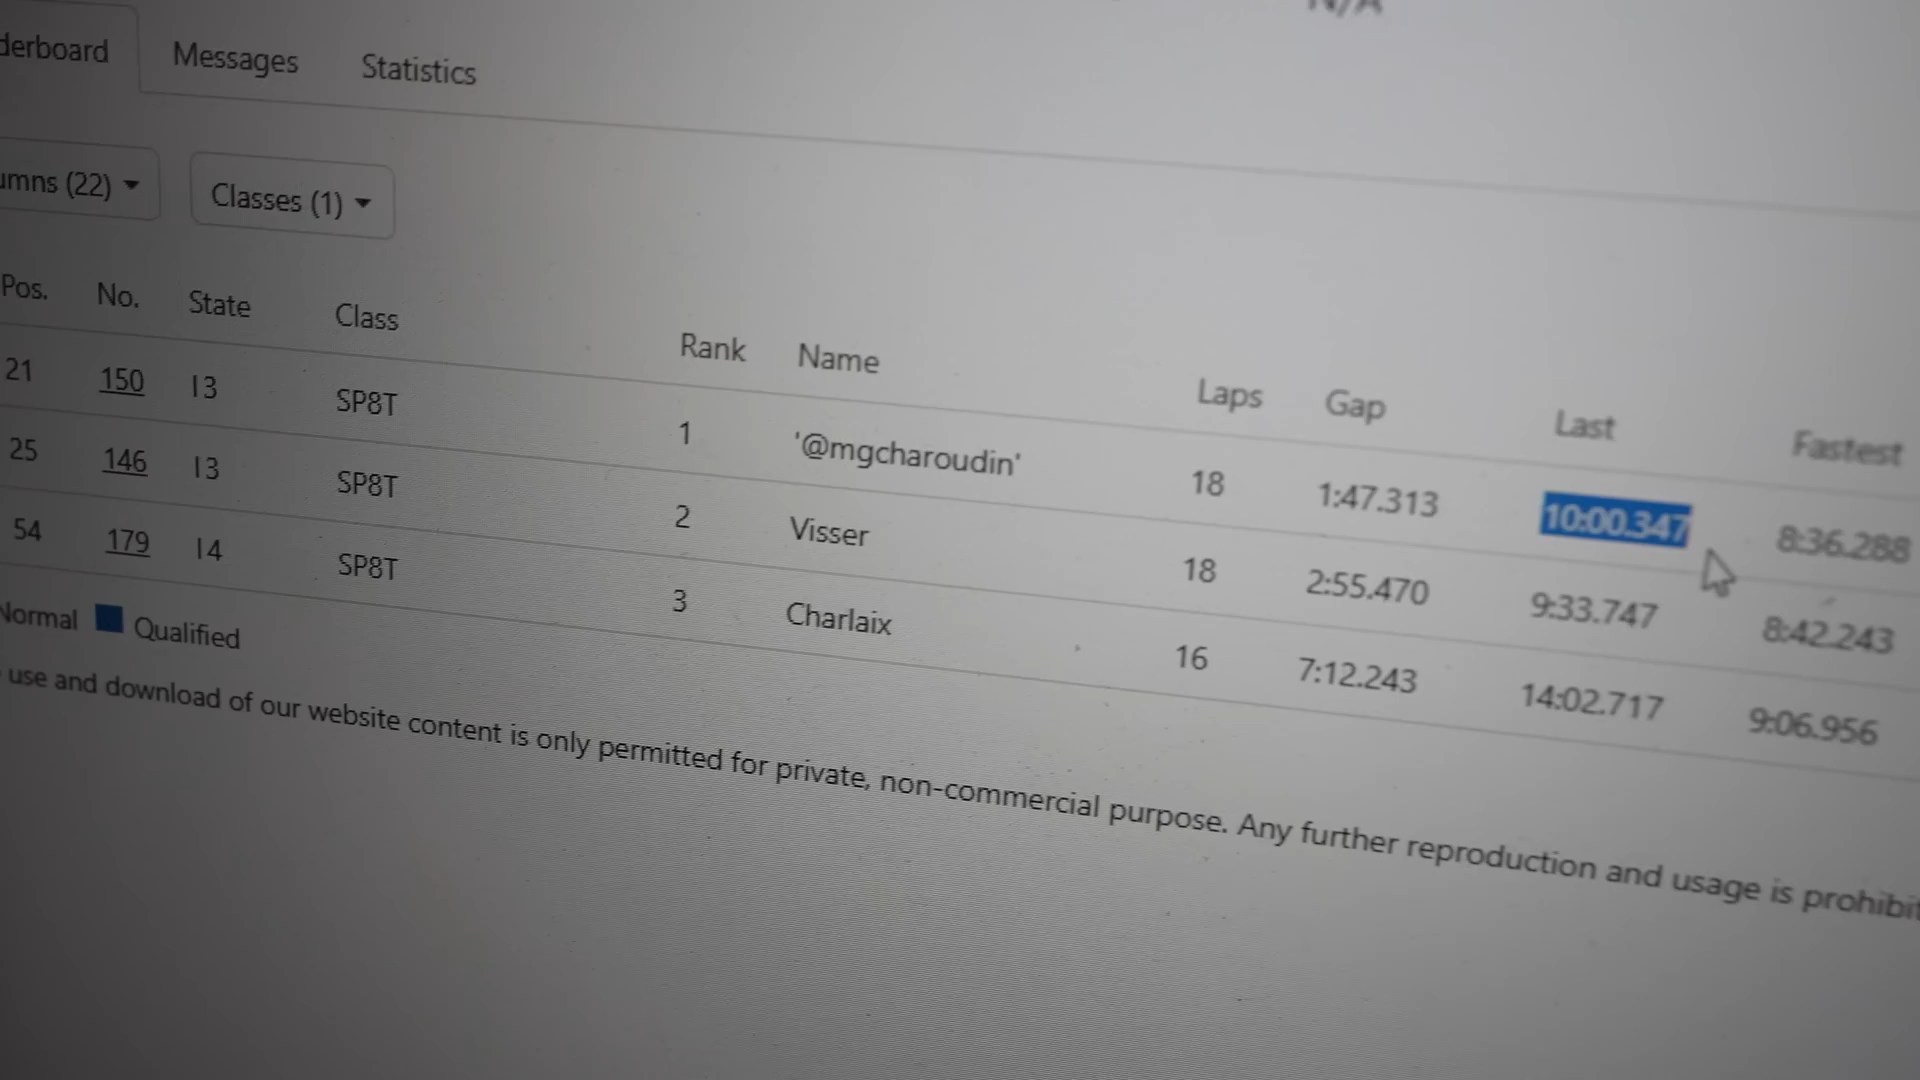 N/A
derboard Messages Statistics
umns (22) Classes (1)
Pos. No. State Class Rank Name Laps Gap Last Fastest
21 150 I3 SP8T 1 '@mgcharoudin' 18 1:47.313 10:00.347 8:36.288
25 146 I3 SP8T 2 Visser 18 2:55.470 9:33.747 8:42.243
54 179 I4 SP8T 3 Charlaix 16 7:12.243 14:02.717 9:06.956
Normal Qualified
use and download of our website content is only permitted for private, non-commercial purpose. Any further reproduction and usage is prohibit